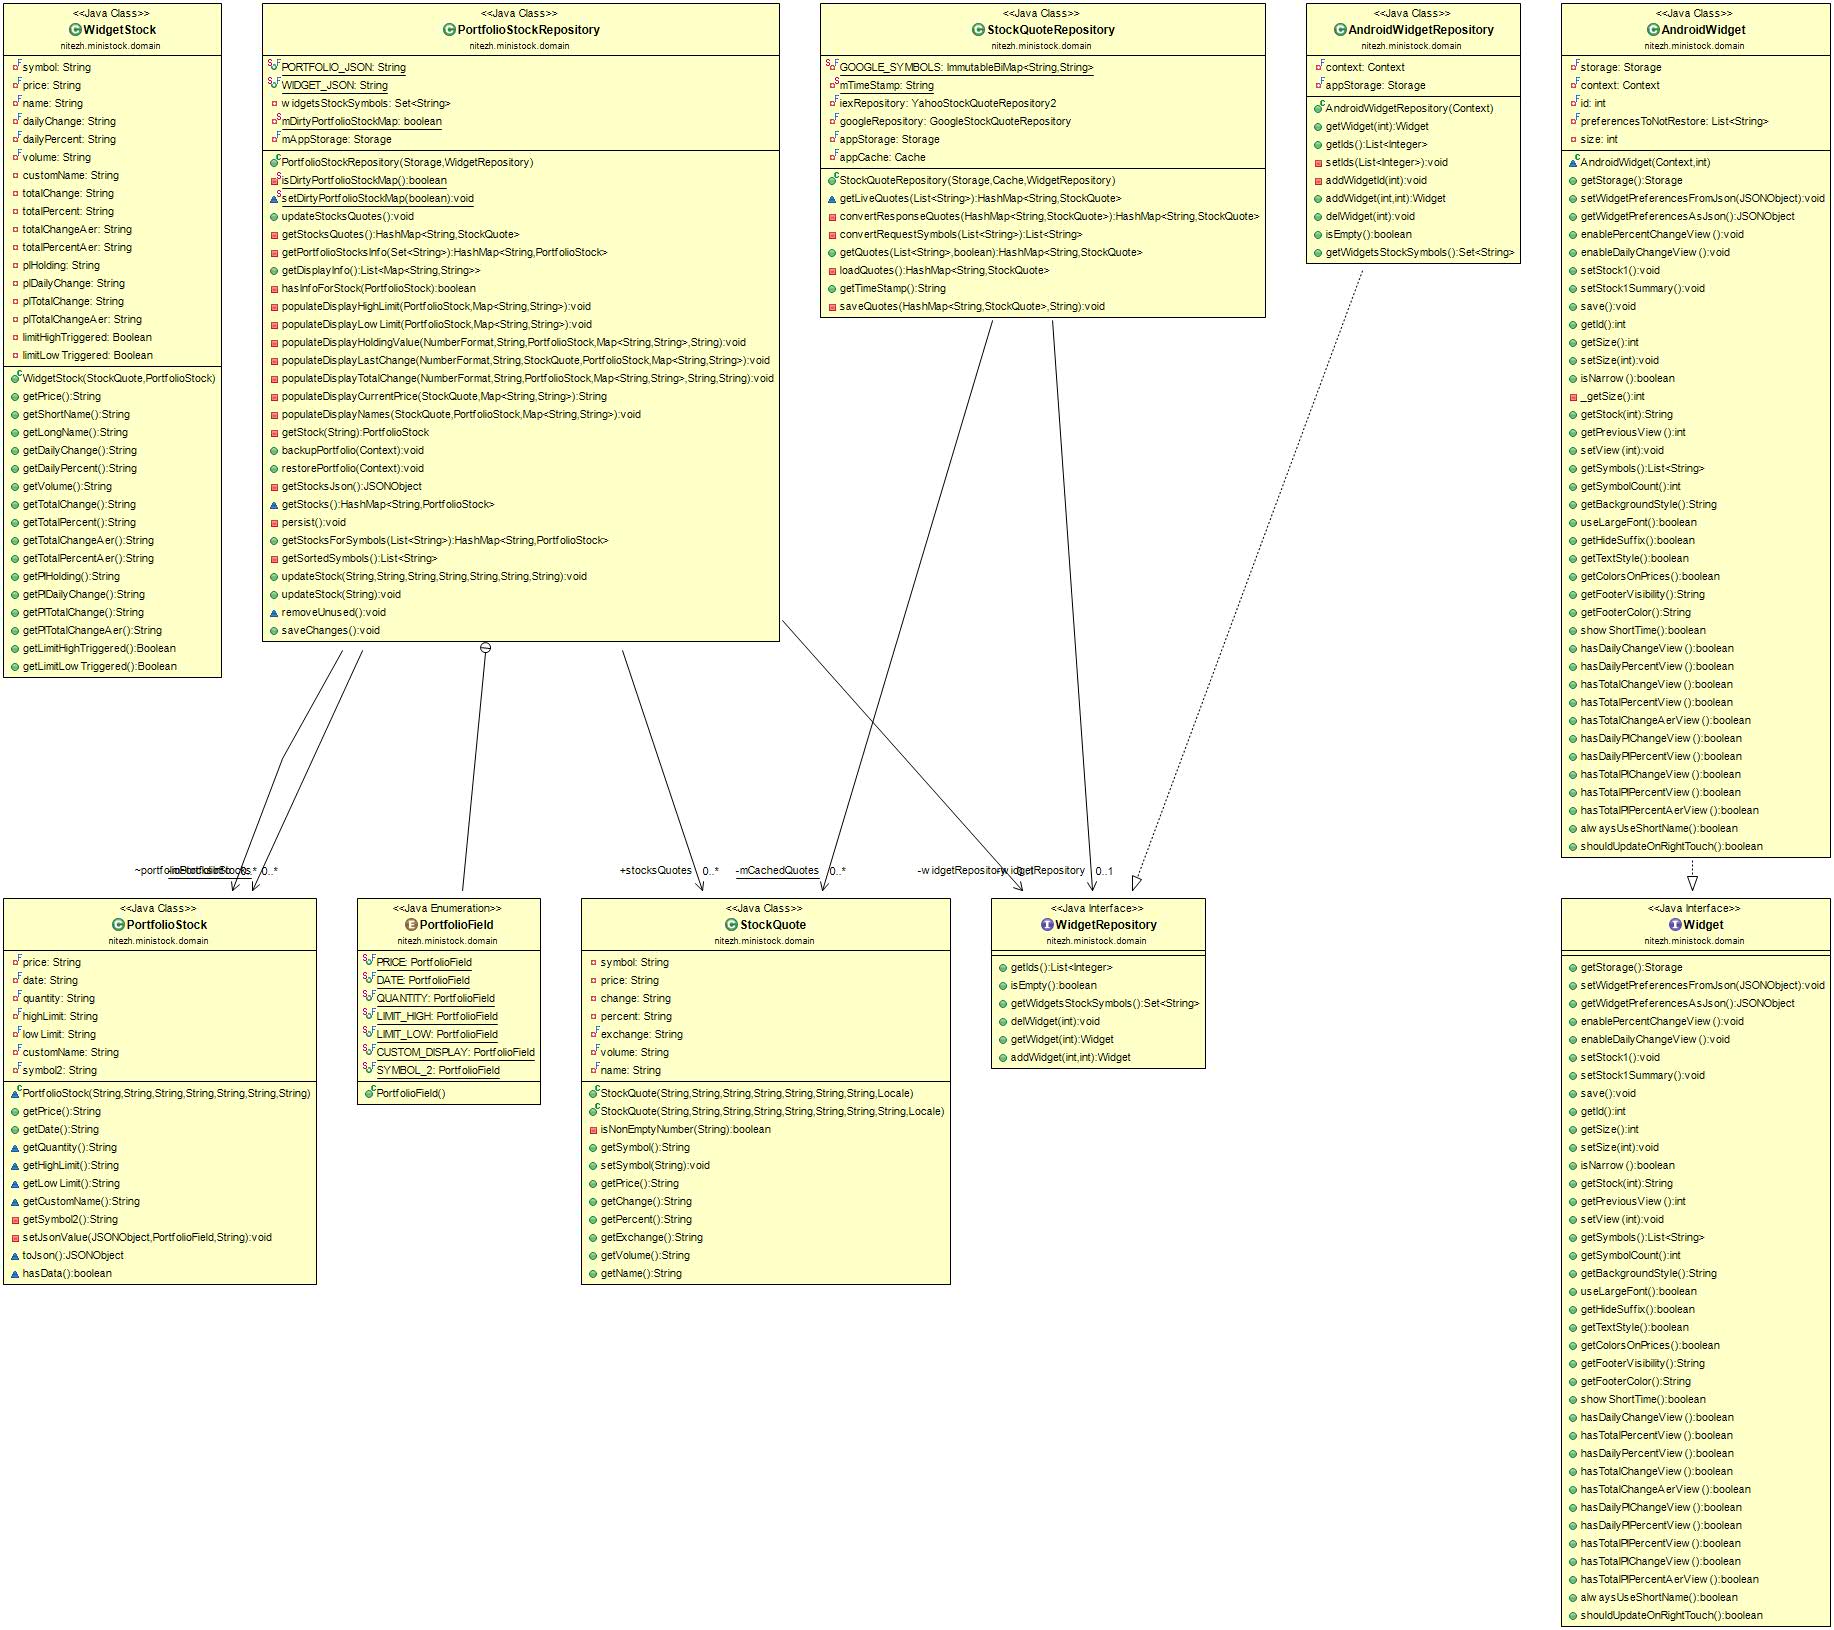 <<Java Class>>
WidgetStock
nitezh.ministock.domain
symbol: String
price: String
name: String
dailyChange: String
dailyPercent: String
volume: String
customName: String
totalChange: String
totalPercent: String
totalChangeAer: String
totalPercentAer: String
plHolding: String
plDailyChange: String
plTotalChange: String
plTotalChangeAer: String
limitHighTriggered: Boolean
limitLowTriggered: Boolean
WidgetStock(StockQuote,PortfolioStock)
getPrice():String
getShortName():String
getLongName():String
getDailyChange():String
getDailyPercent():String
getVolume():String
getTotalChange():String
getTotalPercent():String
getTotalChangeAer():String
getTotalPercentAer():String
getPlHolding():String
getPlDailyChange():String
getPlTotalChange():String
getPlTotalChangeAer():String
getLimitHighTriggered():Boolean
getLimitLowTriggered():Boolean
<<Java Class>>
PortfolioStockRepository
nitezh.ministock.domain
PORTFOLIO_JSON: String
WIDGET_JSON: String
widgetsStockSymbols: Set<String>
mDirtyPortfolioStockMap: boolean
mAppStorage: Storage
PortfolioStockRepository(Storage,WidgetRepository)
isDirtyPortfolioStockMap():boolean
setDirtyPortfolioStockMap(boolean):void
updateStocksQuotes():void
getStocksQuotes():HashMap<String,StockQuote>
getPortfolioStocksInfo(Set<String>):HashMap<String,PortfolioStock>
getDisplayInfo():List<Map<String,String>>
hasInfoForStock(PortfolioStock):boolean
populateDisplayHighLimit(PortfolioStock,Map<String,String>):void
populateDisplayLowLimit(PortfolioStock,Map<String,String>):void
populateDisplayHoldingValue(NumberFormat,String,PortfolioStock,Map<String,String>,String):void
populateDisplayLastChange(NumberFormat,String,StockQuote,PortfolioStock,Map<String,String>):void
populateDisplayTotalChange(NumberFormat,String,PortfolioStock,Map<String,String>,String,String):void
populateDisplayCurrentPrice(StockQuote,Map<String,String>):String
populateDisplayNames(StockQuote,PortfolioStock,Map<String,String>):void
getStock(String):PortfolioStock
backupPortfolio(Context):void
restorePortfolio(Context):void
getStocksJson():JSONObject
getStocks():HashMap<String,PortfolioStock>
persist():void
getStocksForSymbols(List<String>):HashMap<String,PortfolioStock>
getSortedSymbols():List<String>
updateStock(String,String,String,String,String,String,String):void
updateStock(String):void
removeUnused():void
saveChanges():void
<<Java Class>>
StockQuoteRepository
nitezh.ministock.domain
GOOGLE_SYMBOLS: ImmutableBiMap<String,String>
mTimeStamp: String
iexRepository: YahooStockQuoteRepository2
googleRepository: GoogleStockQuoteRepository
appStorage: Storage
appCache: Cache
StockQuoteRepository(Storage,Cache,WidgetRepository)
getLiveQuotes(List<String>):HashMap<String,StockQuote>
convertResponseQuotes(HashMap<String,StockQuote>):HashMap<String,StockQuote>
convertRequestSymbols(List<String>):List<String>
getQuotes(List<String>,boolean):HashMap<String,StockQuote>
loadQuotes():HashMap<String,StockQuote>
getTimeStamp():String
saveQuotes(HashMap<String,StockQuote>,String):void
<<Java Class>>
AndroidWidgetRepository
nitezh.ministock.domain
context: Context
appStorage: Storage
AndroidWidgetRepository(Context)
getWidget(int):Widget
getIds():List<Integer>
setIds(List<Integer>):void
addWidgetId(int):void
addWidget(int,int):Widget
delWidget(int):void
isEmpty():boolean
getWidgetsStockSymbols():Set<String>
<<Java Class>>
AndroidWidget
nitezh.ministock.domain
storage: Storage
context: Context
id: int
preferencesToNotRestore: List<String>
size: int
AndroidWidget(Context,int)
getStorage():Storage
setWidgetPreferencesFromJson(JSONObject):void
getWidgetPreferencesAsJson():JSONObject
enablePercentChangeView():void
enableDailyChangeView():void
setStock1():void
setStock1Summary():void
save():void
getId():int
getSize():int
setSize(int):void
isNarrow():boolean
_getSize():int
getStock(int):String
getPreviousView():int
setView(int):void
getSymbols():List<String>
getSymbolCount():int
getBackgroundStyle():String
useLargeFont():boolean
getHideSuffix():boolean
getTextStyle():boolean
getColorsOnPrices():boolean
getFooterVisibility():String
getFooterColor():String
showShortTime():boolean
hasDailyChangeView():boolean
hasDailyPercentView():boolean
hasTotalChangeView():boolean
hasTotalPercentView():boolean
hasTotalChangeAerView():boolean
hasDailyPlChangeView():boolean
hasDailyPlPercentView():boolean
hasTotalPlChangeView():boolean
hasTotalPlPercentView():boolean
hasTotalPlPercentAerView():boolean
alwaysUseShortName():boolean
shouldUpdateOnRightTouch():boolean
0..*
+stocksQuotes 0..*
-mCachedQuotes 0..*
-widgetRepository
0..1
<<Java Class>>
PortfolioStock
nitezh.ministock.domain
price: String
date: String
quantity: String
highLimit: String
lowLimit: String
customName: String
symbol2: String
PortfolioStock(String,String,String,String,String,String,String)
getPrice():String
getDate():String
getQuantity():String
getHighLimit():String
getLowLimit():String
getCustomName():String
getSymbol2():String
setJsonValue(JSONObject,PortfolioField,String):void
toJson():JSONObject
hasData():boolean
<<Java Enumeration>>
PortfolioField
nitezh.ministock.domain
PRICE: PortfolioField
DATE: PortfolioField
QUANTITY: PortfolioField
LIMIT_HIGH: PortfolioField
LIMIT_LOW: PortfolioField
CUSTOM_DISPLAY: PortfolioField
SYMBOL_2: PortfolioField
PortfolioField()
<<Java Class>>
StockQuote
nitezh.ministock.domain
symbol: String
price: String
change: String
percent: String
exchange: String
volume: String
name: String
StockQuote(String,String,String,String,String,String,String,Locale)
StockQuote(String,String,String,String,String,String,String,String,Locale)
isNonEmptyNumber(String):boolean
getSymbol():String
setSymbol(String):void
getPrice():String
getChange():String
getPercent():String
getExchange():String
getVolume():String
getName():String
<<Java Interface>>
WidgetRepository
nitezh.ministock.domain
getIds():List<Integer>
isEmpty():boolean
getWidgetsStockSymbols():Set<String>
delWidget(int):void
getWidget(int):Widget
addWidget(int,int):Widget
<<Java Interface>>
Widget
nitezh.ministock.domain
getStorage():Storage
setWidgetPreferencesFromJson(JSONObject):void
getWidgetPreferencesAsJson():JSONObject
enablePercentChangeView():void
enableDailyChangeView():void
setStock1():void
setStock1Summary():void
save():void
getId():int
getSize():int
setSize(int):void
isNarrow():boolean
getStock(int):String
getPreviousView():int
setView(int):void
getSymbols():List<String>
getSymbolCount():int
getBackgroundStyle():String
useLargeFont():boolean
getHideSuffix():boolean
getTextStyle():boolean
getColorsOnPrices():boolean
getFooterVisibility():String
getFooterColor():String
showShortTime():boolean
hasDailyChangeView():boolean
hasTotalPercentView():boolean
hasDailyPercentView():boolean
hasTotalChangeView():boolean
hasTotalChangeAerView():boolean
hasDailyPlChangeView():boolean
hasDailyPlPercentView():boolean
hasTotalPlPercentView():boolean
hasTotalPlChangeView():boolean
hasTotalPlPercentAerView():boolean
alwaysUseShortName():boolean
shouldUpdateOnRightTouch():boolean